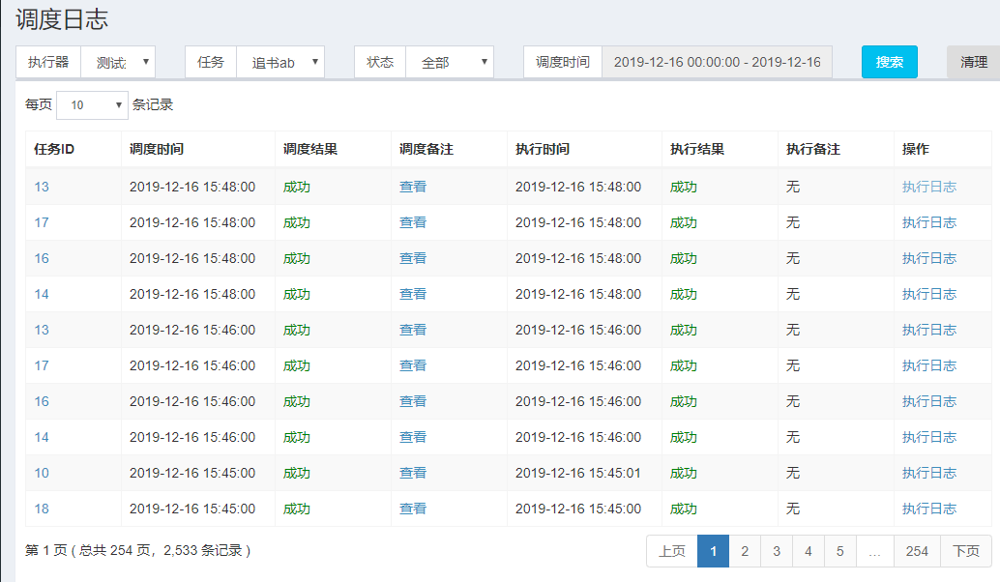 调度日志
执行器 测试 任务 追书ab 状态 全部 调度时间 2019-12-16 00:00:00 - 2019-12-16 搜索 清理
每页 10 条记录
任务ID 调度时间 调度结果 调度备注 执行时间 执行结果 执行备注 操作
13 2019-12-16 15:48:00 成功 查看 2019-12-16 15:48:00 成功 无 执行日志
17 2019-12-16 15:48:00 成功 查看 2019-12-16 15:48:00 成功 无 执行日志
16 2019-12-16 15:48:00 成功 查看 2019-12-16 15:48:00 成功 无 执行日志
14 2019-12-16 15:48:00 成功 查看 2019-12-16 15:48:00 成功 无 执行日志
13 2019-12-16 15:46:00 成功 查看 2019-12-16 15:46:00 成功 无 执行日志
17 2019-12-16 15:46:00 成功 查看 2019-12-16 15:46:00 成功 无 执行日志
16 2019-12-16 15:46:00 成功 查看 2019-12-16 15:46:00 成功 无 执行日志
14 2019-12-16 15:46:00 成功 查看 2019-12-16 15:46:00 成功 无 执行日志
10 2019-12-16 15:45:00 成功 查看 2019-12-16 15:45:01 成功 无 执行日志
18 2019-12-16 15:45:00 成功 查看 2019-12-16 15:45:00 成功 无 执行日志
第 1 页 ( 总共 254 页，2,533 条记录 ) 上页 1 2 3 4 5 … 254 下页